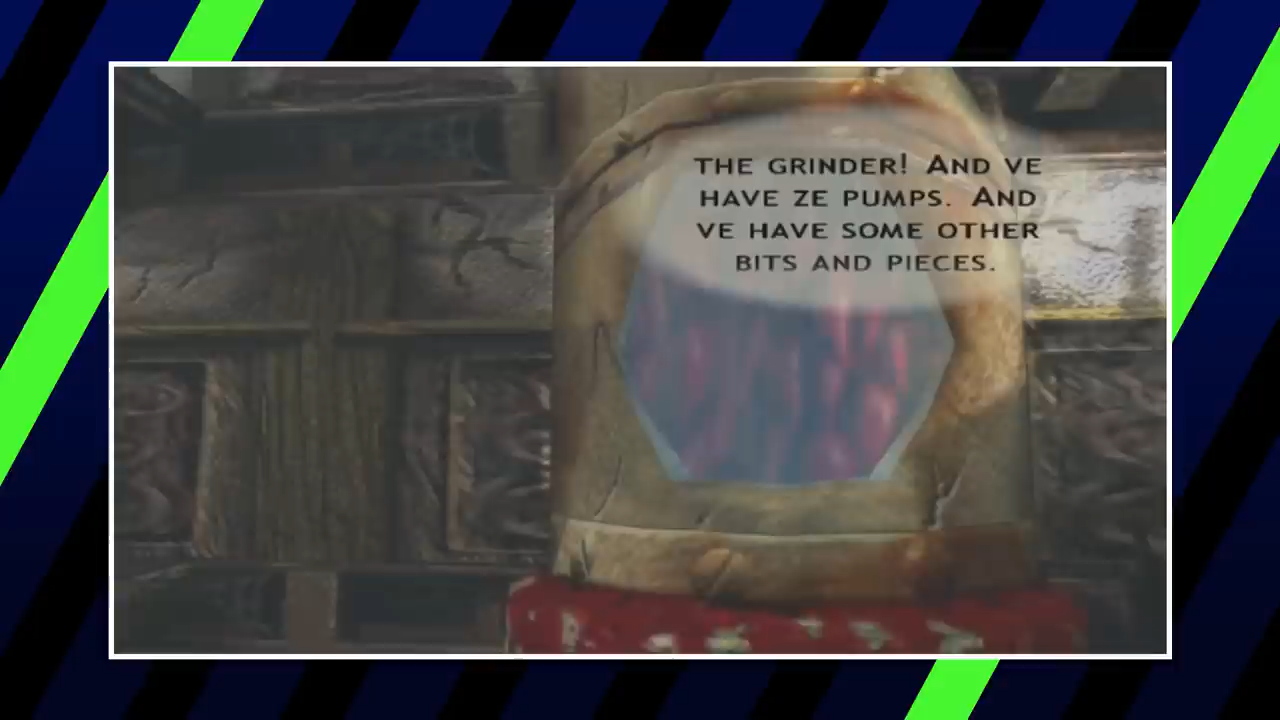 THE GRINDER! AND VE
HAVE ZE PUMPS. AND
VE HAVE SOME OTHER
BITS AND PIECES.